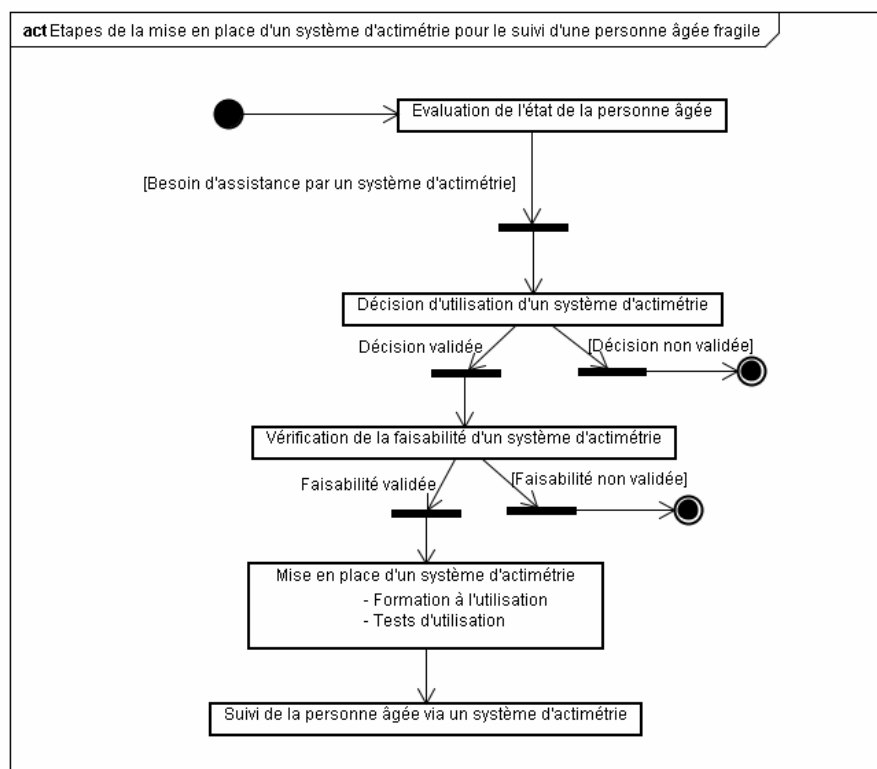 act Etapes de la mise en place d'un système d'actimétrie pour le suivi d'une personne âgée fragile
Evaluation de l'état de la personne âgée
[Besoin d'assistance par un système d'actimétrie]
Décision d'utilisation d'un système d'actimétrie
Décision validée
[Décision non validée]
Vérification de la faisabilité d'un système d'actimétrie
Faisabilité validée
[Faisabilité non validée]
Mise en place d'un système d'actimétrie
- Formation à l'utilisation
- Tests d'utilisation
Suivi de la personne âgée via un système d'actimétrie